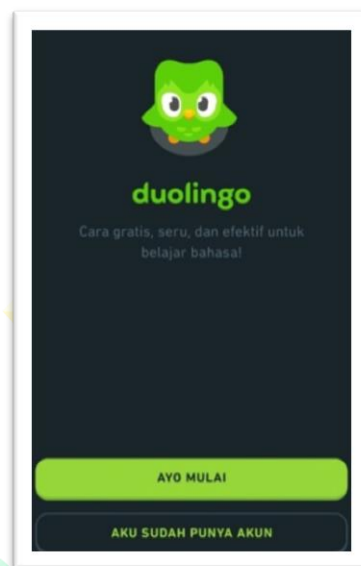 duolingo
Cara gratis, seru, dan efektif untuk
belajar bahasa!
AYO MULAI
AKU SUDAH PUNYA AKUN